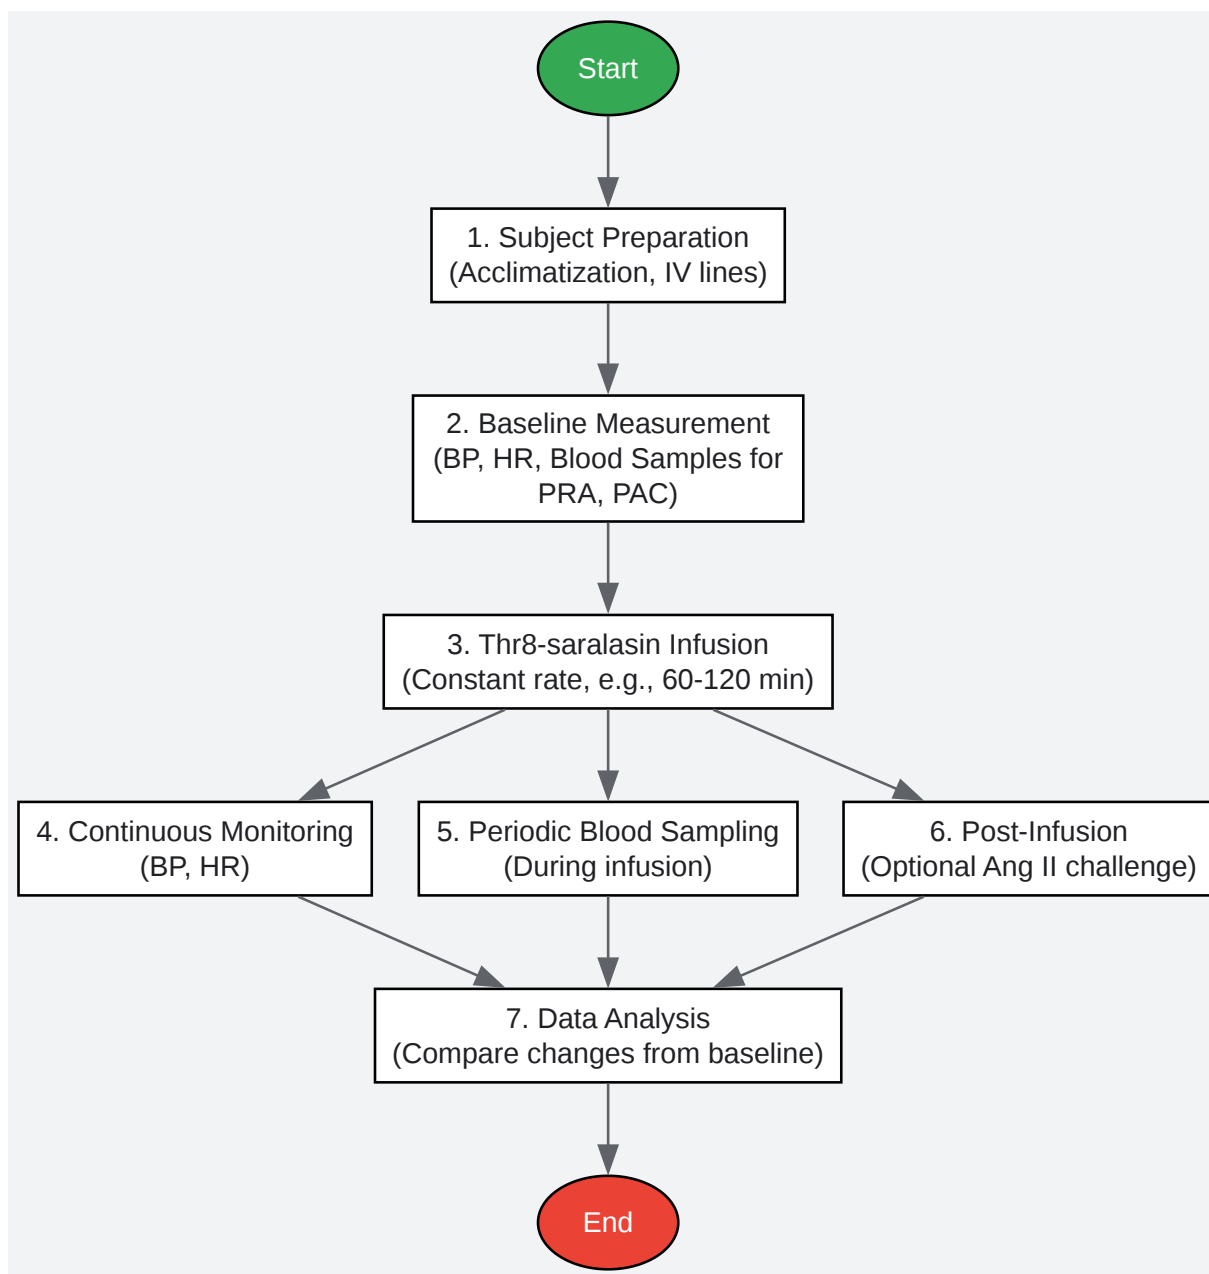 Start
1. Subject Preparation
(Acclimatization, IV lines)
2. Baseline Measurement
(BP, HR, Blood Samples for
PRA, PAC)
3. Thr8-saralasin Infusion
(Constant rate, e.g., 60-120 min)
4. Continuous Monitoring
(BP, HR)
5. Periodic Blood Sampling
(During infusion)
6. Post-Infusion
(Optional Ang II challenge)
7. Data Analysis
(Compare changes from baseline)
End